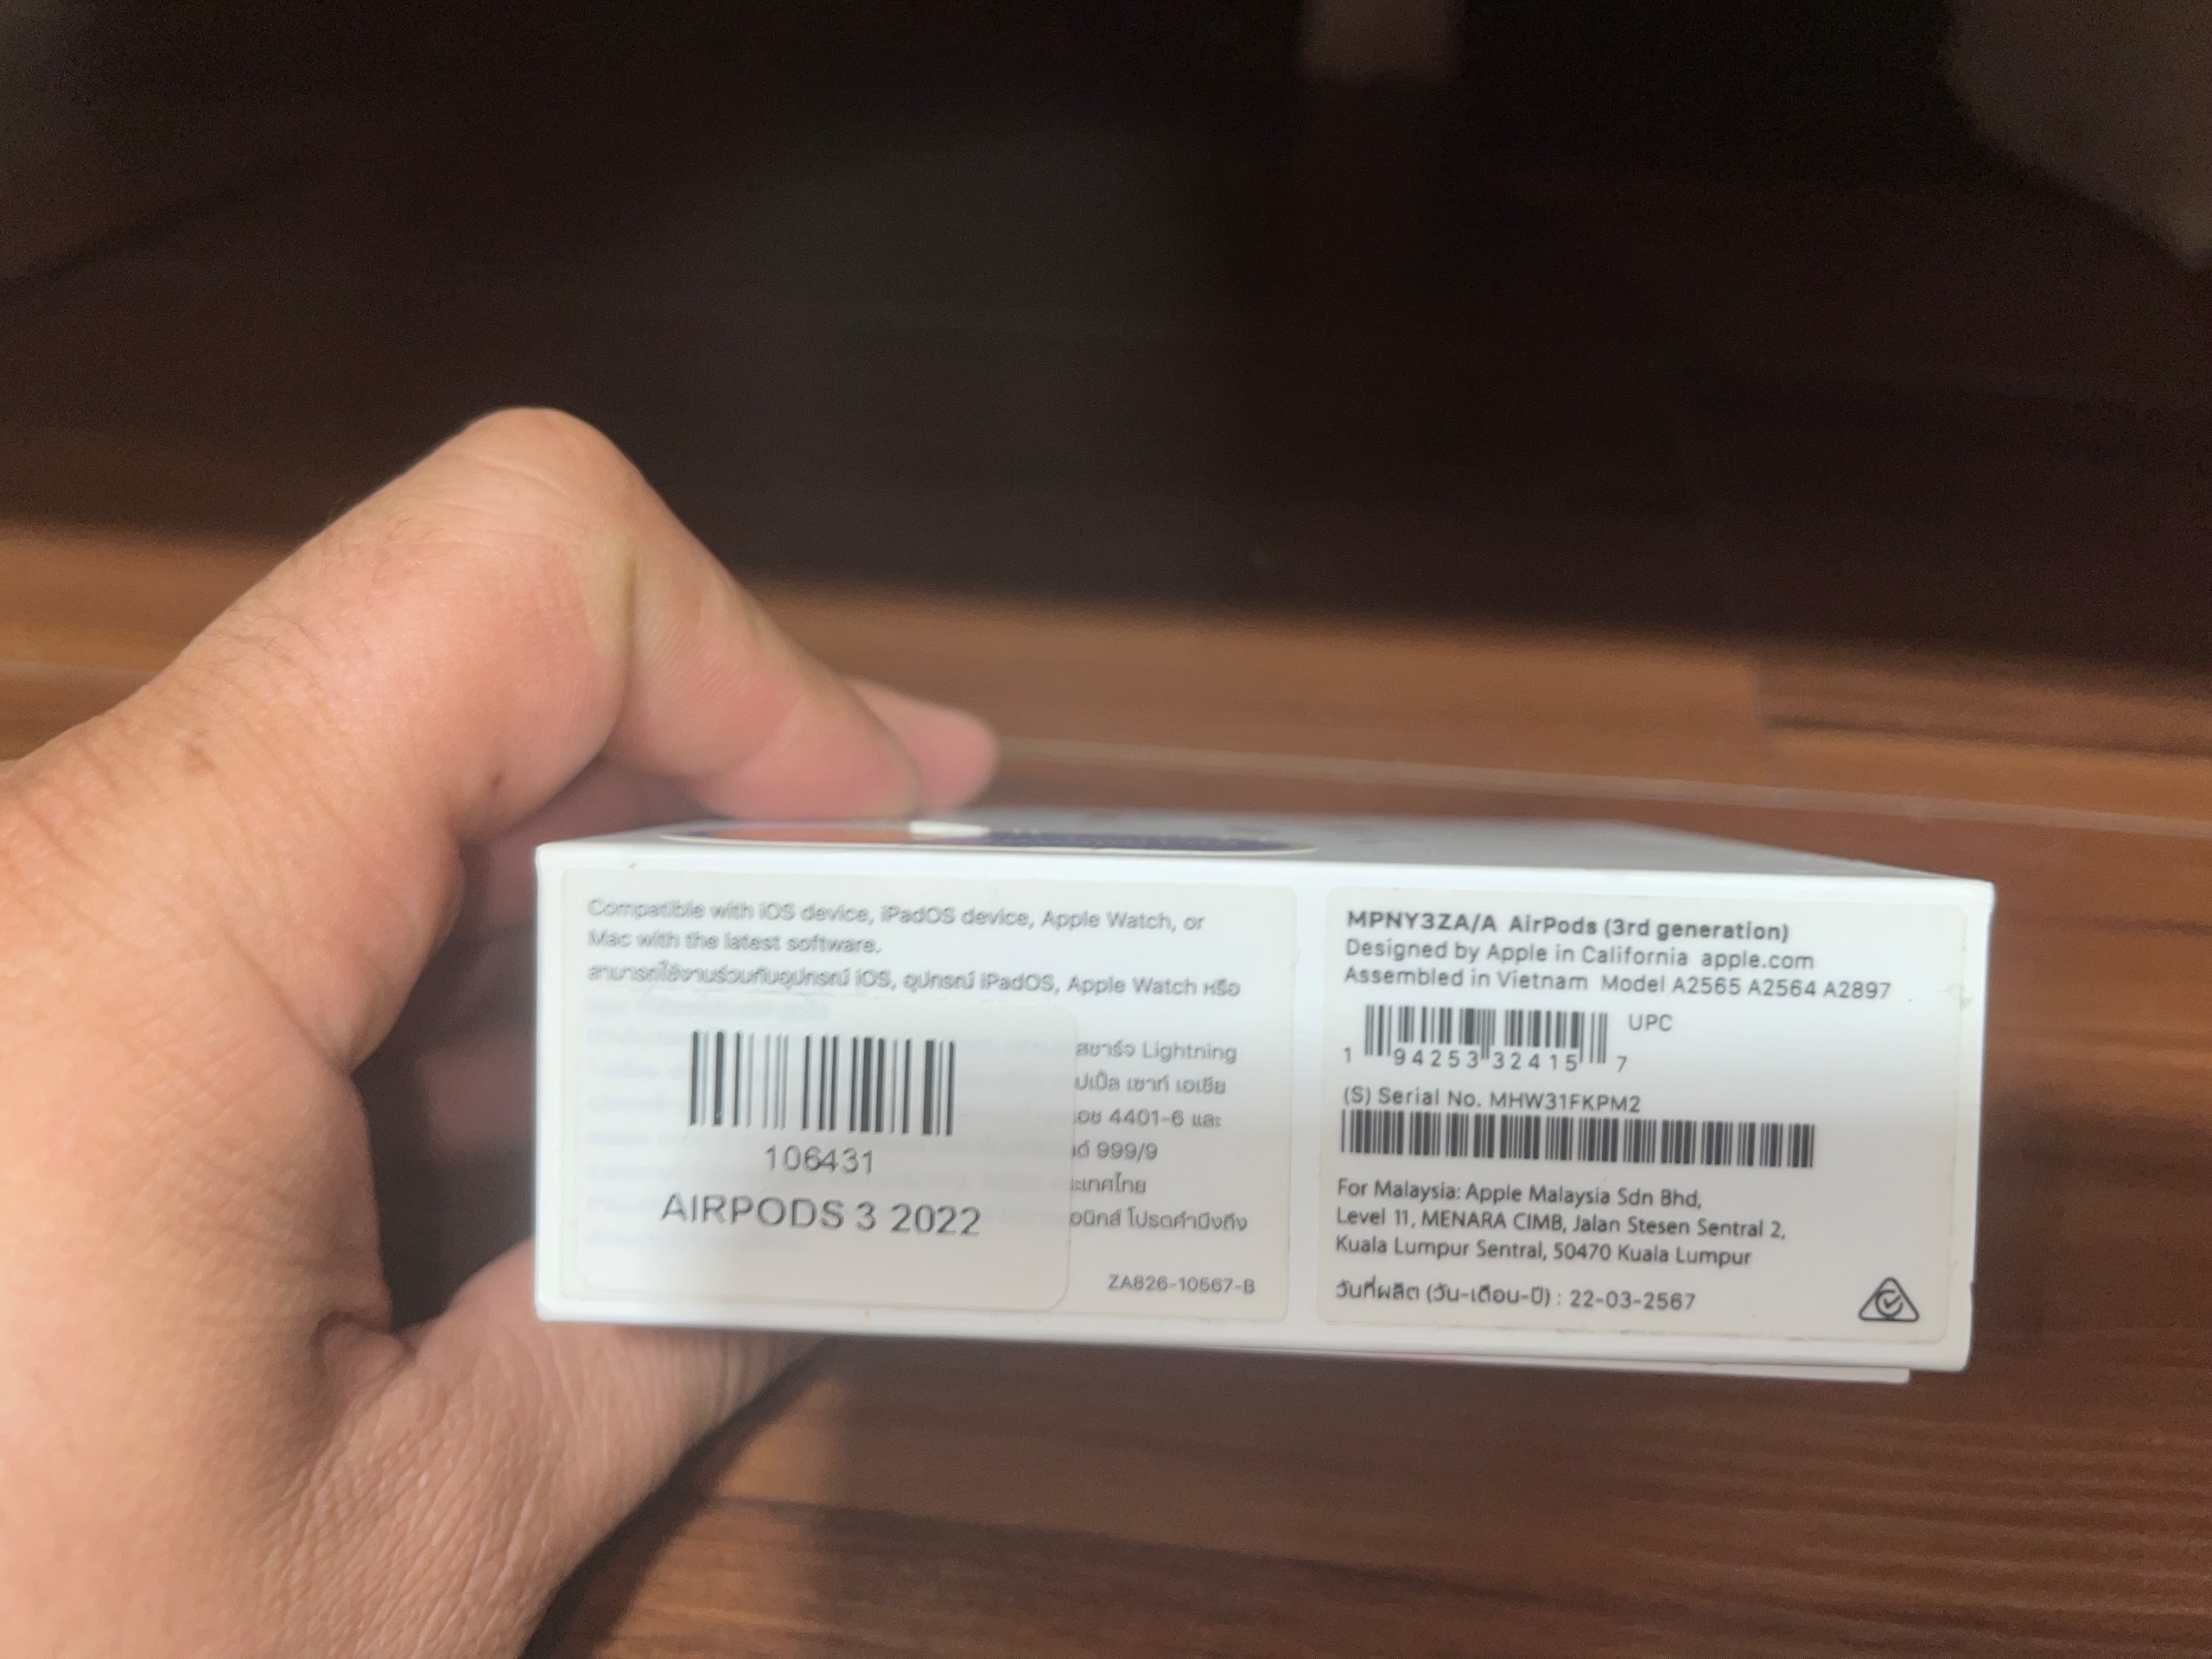 Compatible with iOS device, iPadOS device, Apple Watch, or
Mac with the latest software.
สามารถใช้งานร่วมกับอุปกรณ์ iOS, อุปกรณ์ iPadOS, Apple Watch หรือ
สชาร์จ Lightning
ปเปิ้ล เซาท์ เอเชีย
4401-6 และ
999/9
ะเทศไทย
อนิกส์ โปรดคำนึงถึง
ZA826-10567-B
106431
AIRPODS 3 2022
MPNY3ZA/A AirPods (3rd generation)
Designed by Apple in California apple.com
Assembled in Vietnam Model A2565 A2564 A2897
UPC
1 94253 32415 7
(S) Serial No. MHW31FKPM2
For Malaysia: Apple Malaysia Sdn Bhd,
Level 11, MENARA CIMB, Jalan Stesen Sentral 2,
Kuala Lumpur Sentral, 50470 Kuala Lumpur
วันที่ผลิต (วัน-เดือน-ปี) : 22-03-2567